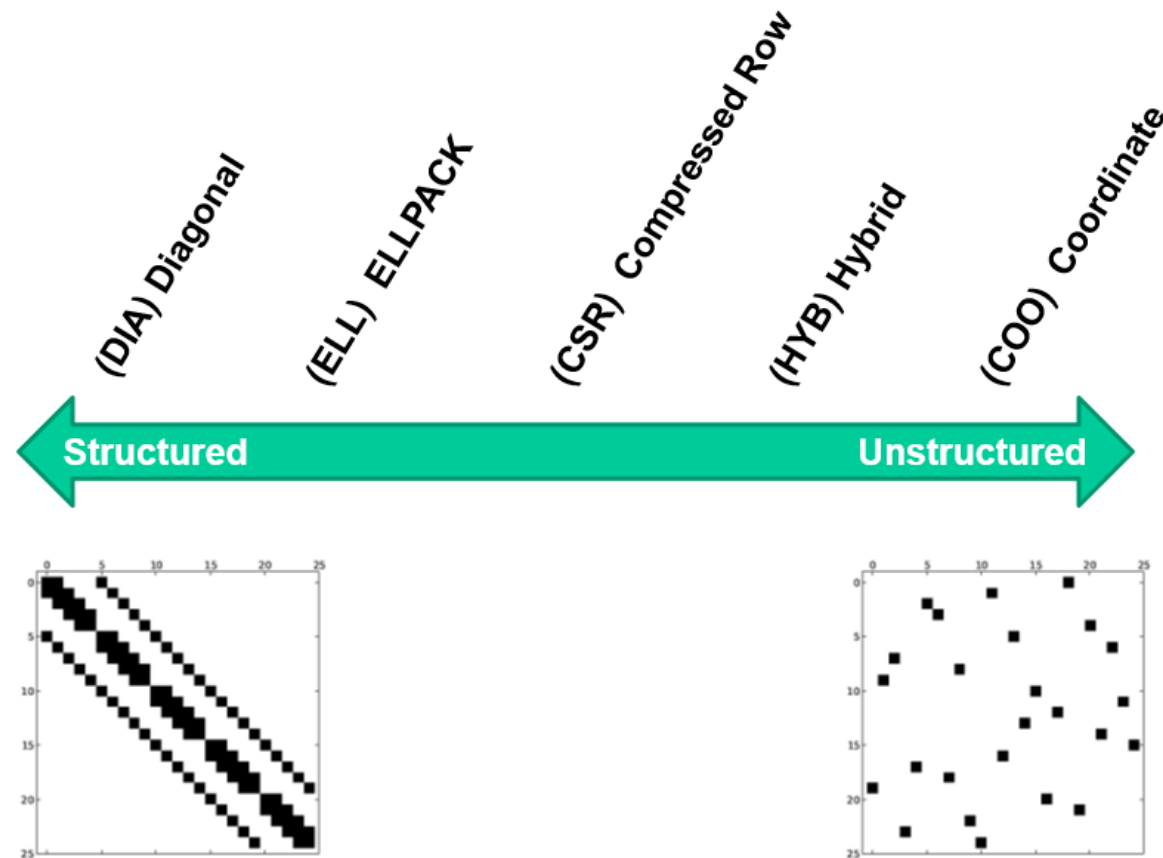 (DIA) Diagonal
(ELL) ELLPACK
(CSR) Compressed Row
(HYB) Hybrid
(COO) Coordinate
Structured
Unstructured
0 5 10 15 20 25
0
5
10
15
20
25
0 5 10 15 20 25
0
5
10
15
20
25